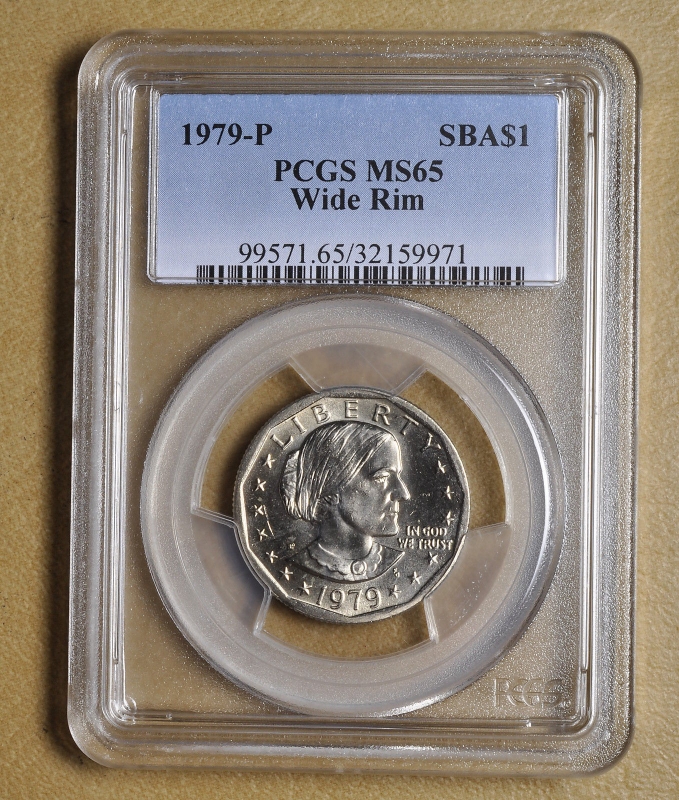 1979-P SBA$1
PCGS MS65
Wide Rim
99571.65/32159971
LIBERTY
IN GOD
WE TRUST
P
1979
PCGS